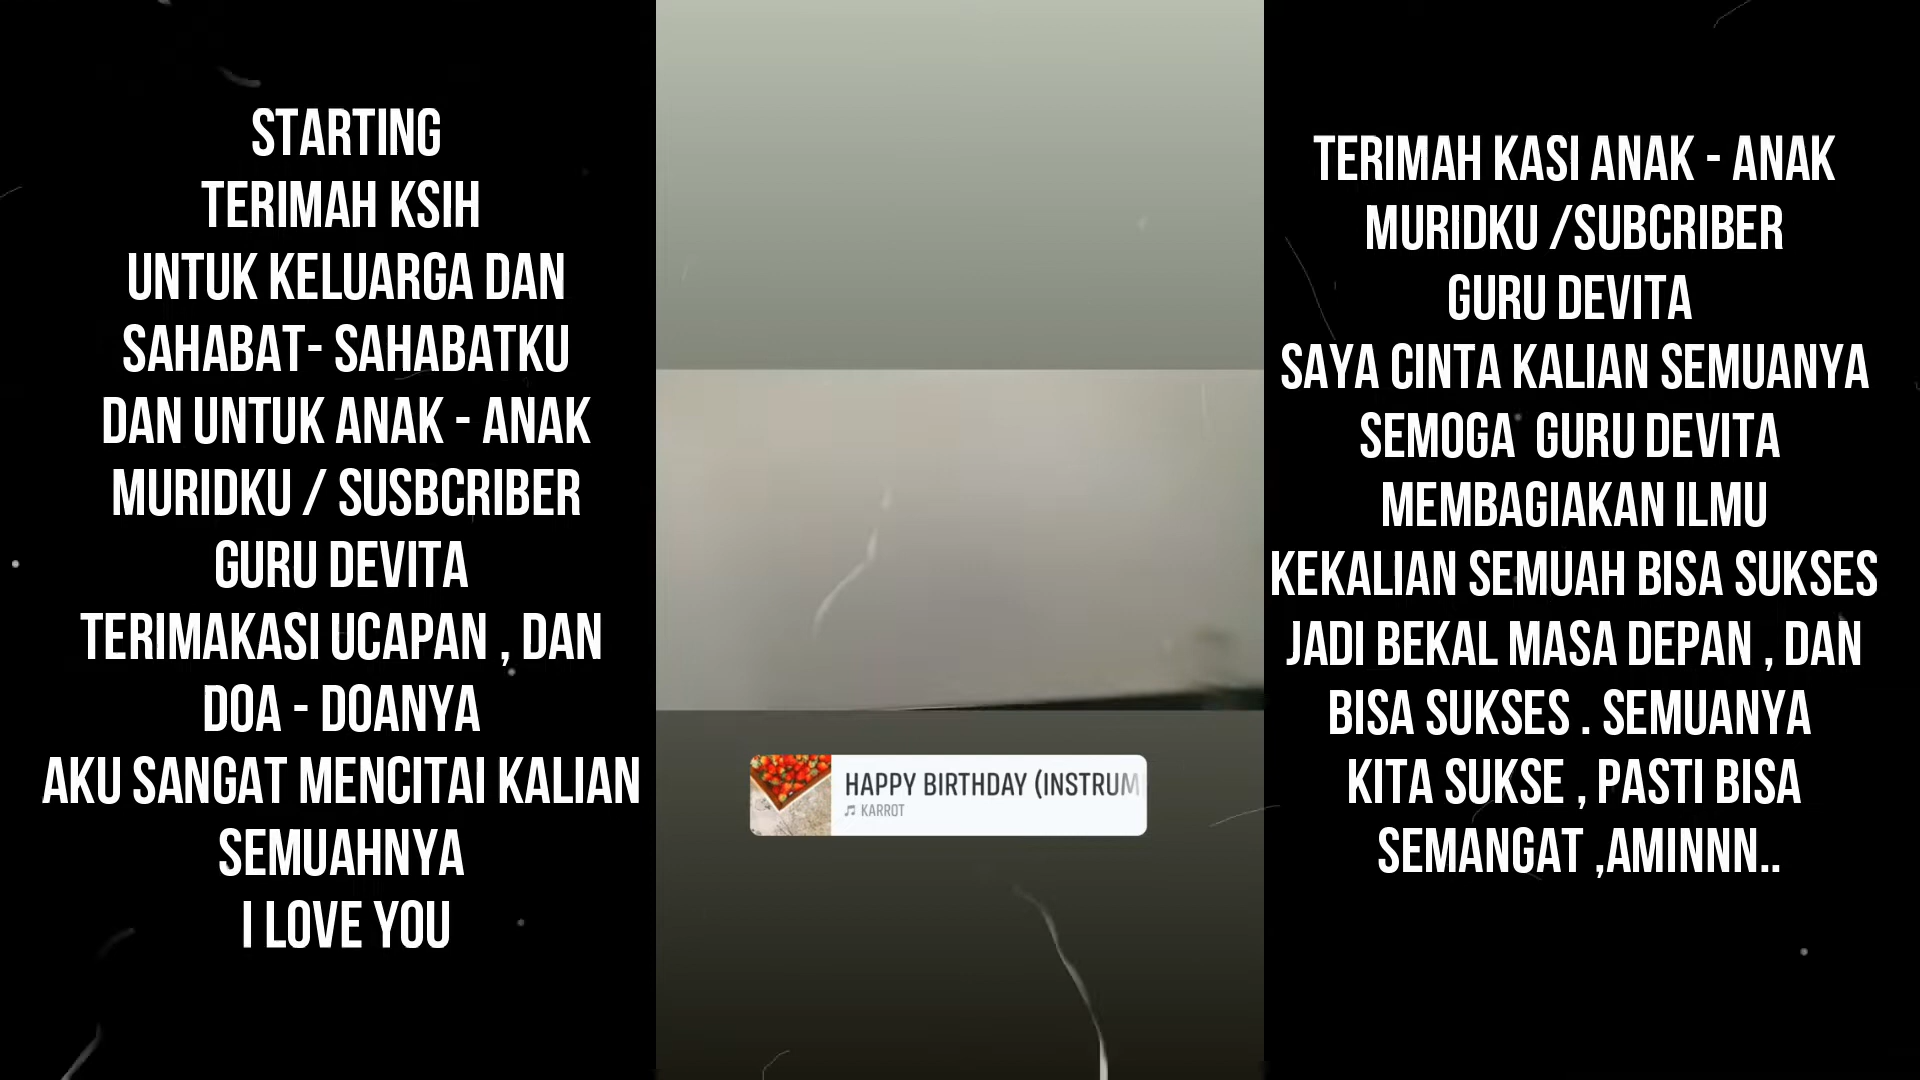 STARTING
TERIMAH KSIH
UNTUK KELUARGA DAN
SAHABAT- SAHABATKU
DAN UNTUK ANAK - ANAK
MURIDKU / SUSBCRIBER
GURU DEVITA
TERIMAKASI UCAPAN , DAN
DOA - DOANYA
AKU SANGAT MENCITAI KALIAN
SEMUAHNYA
I LOVE YOU
HAPPY BIRTHDAY (INSTRUM
KARROT
TERIMAH KASI ANAK - ANAK
MURIDKU /SUBCRIBER
GURU DEVITA
SAYA CINTA KALIAN SEMUANYA
SEMOGA  GURU DEVITA
MEMBAGIAKAN ILMU
KEKALIAN SEMUAH BISA SUKSES
JADI BEKAL MASA DEPAN , DAN
BISA SUKSES . SEMUANYA
KITA SUKSE , PASTI BISA
SEMANGAT ,AMINNN..